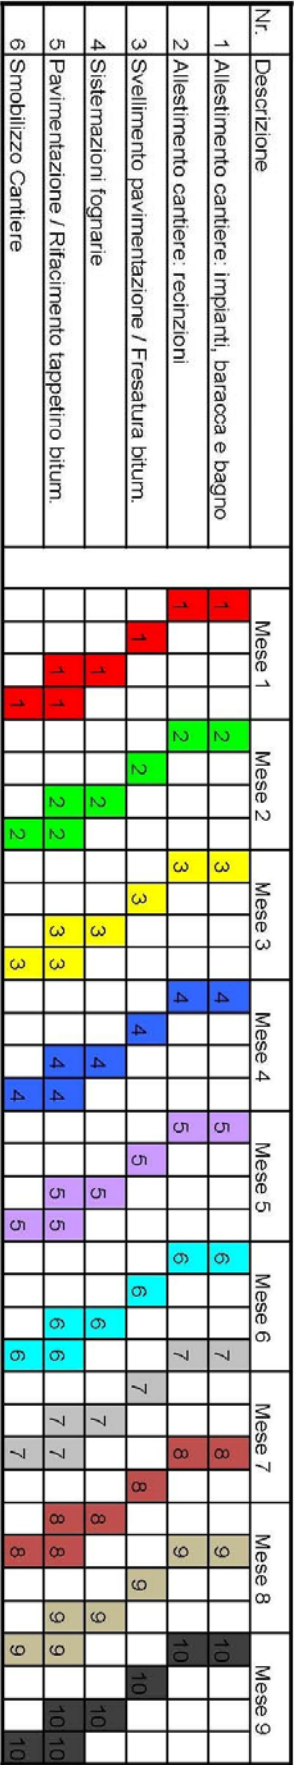 Nr. Descrizione Mese 1 Mese 2 Mese 3 Mese 4 Mese 5 Mese 6 Mese 7 Mese 8 Mese 9
1 Allestimento cantiere: impianti, baracca e bagno 1 2 3 4 5 6 7 8 9 10
2 Allestimento cantiere: recinzioni 1 2 3 4 5 6 7 8 9 10
3 Svellimento pavimentazione / Fresatura bitum. 1 2 3 4 5 6 7 8 9 10
4 Sistemazioni fognarie 1 2 3 4 5 6 7 8 9 10
5 Pavimentazione / Rifacimento tappetino bitum. 1 1 2 2 3 3 4 4 5 5 6 6 7 7 8 8 9 9 10 10
6 Smobilizzo Cantiere 1 2 3 4 5 6 7 8 9 10